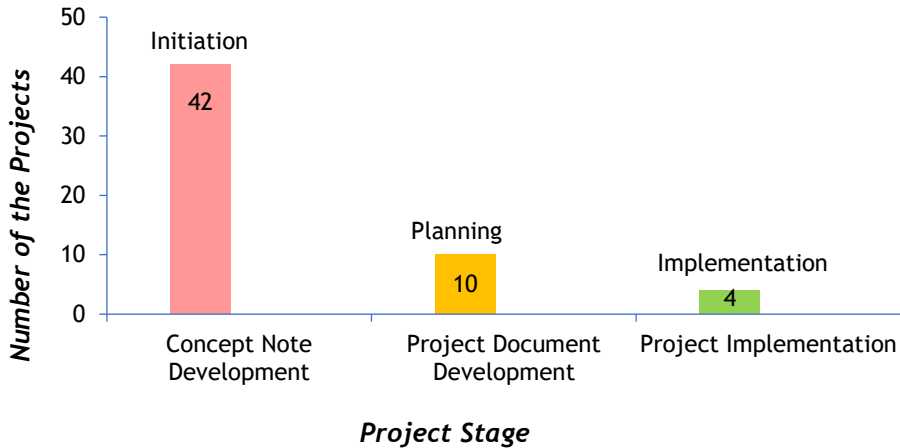 Number of the Projects
50
40
30
20
10
0
Initiation
42
Planning
10
Implementation
4
Concept Note
Development
Project Document
Development
Project Implementation
Project Stage